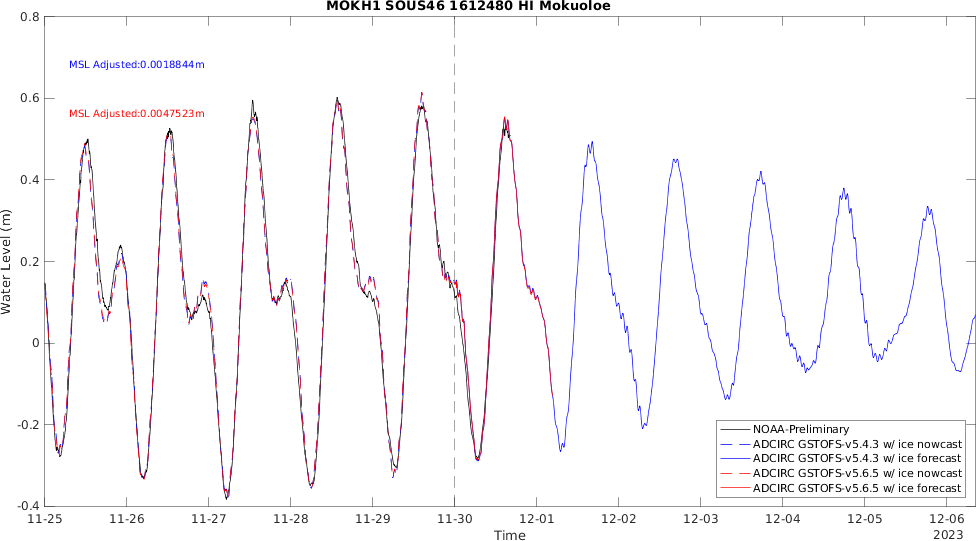 MOKH1 SOUS46 1612480 HI Mokuoloe
0.8
MSL Adjusted:0.0018844m
0.6
MSL Adjusted:0.0047523m
0.4
0.2
0
-0.2
-0.4
Water Level (m)
NOAA-Preliminary
ADCIRC GSTOFS-v5.4.3 w/ ice nowcast
ADCIRC GSTOFS-v5.4.3 w/ ice forecast
ADCIRC GSTOFS-v5.6.5 w/ ice nowcast
ADCIRC GSTOFS-v5.6.5 w/ ice forecast
11-25 11-26 11-27 11-28 11-29 11-30 12-01 12-02 12-03 12-04 12-05 12-06
2023
Time